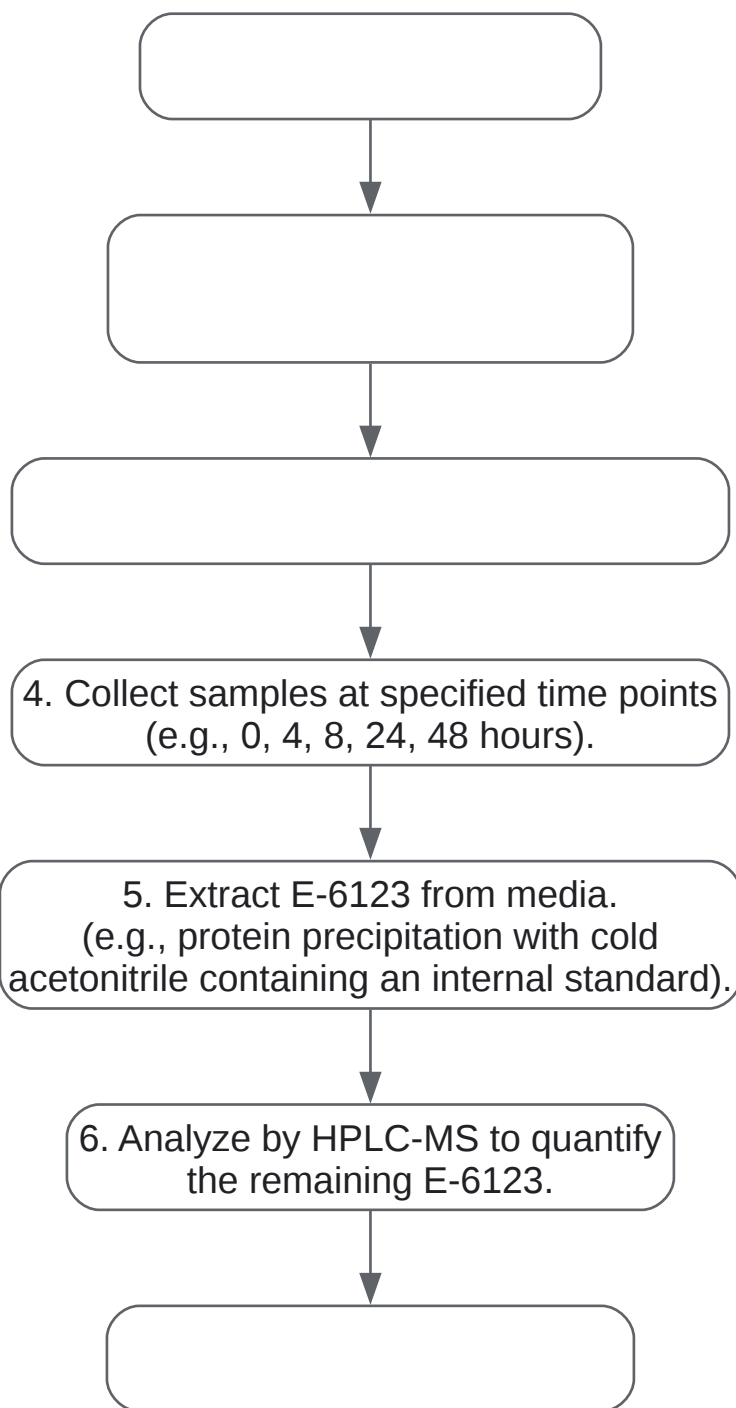 4. Collect samples at specified time points
(e.g., 0, 4, 8, 24, 48 hours).
5. Extract E-6123 from media.
(e.g., protein precipitation with cold
acetonitrile containing an internal standard).
6. Analyze by HPLC-MS to quantify
the remaining E-6123.